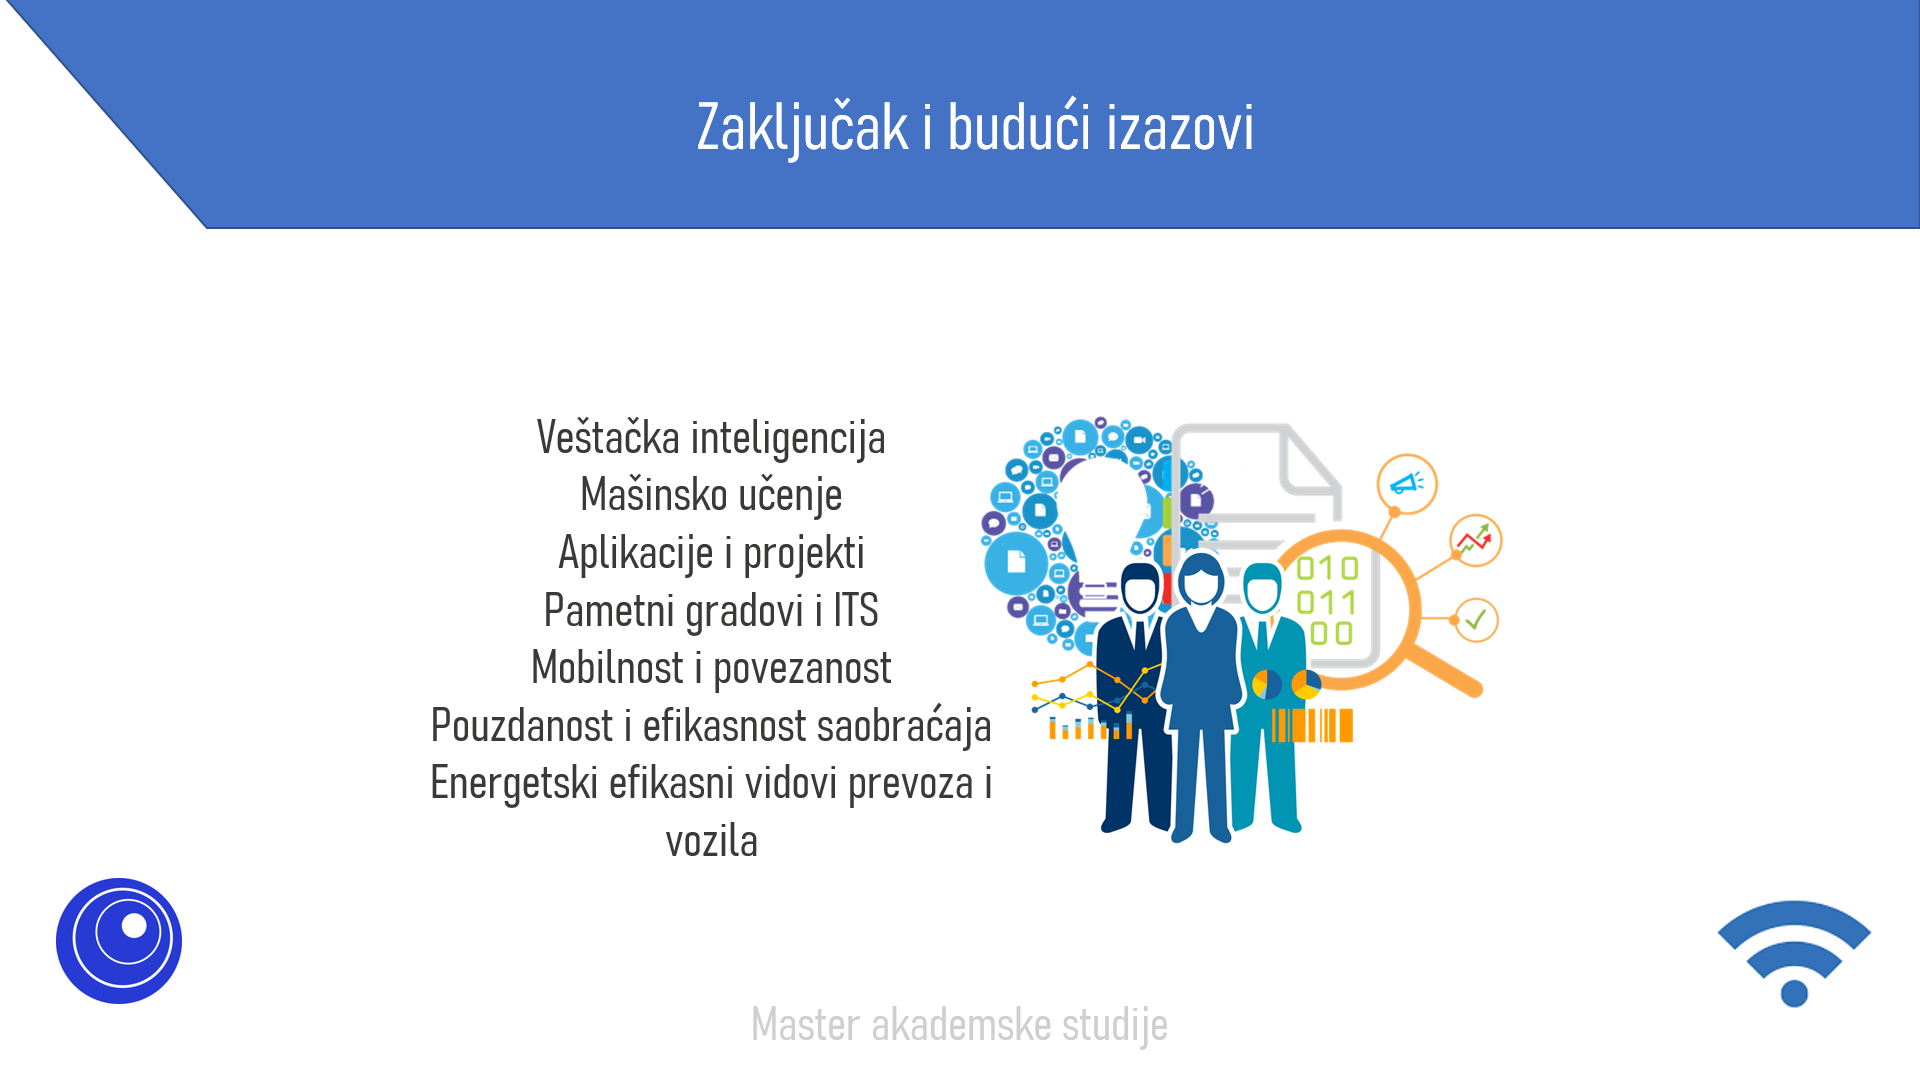 Zaključak i budući izazovi
Veštačka inteligencija
Mašinsko učenje
Aplikacije i projekti
Pametni gradovi i ITS
Mobilnost i povezanost
Pouzdanost i efikasnost saobraćaja
Energetski efikasni vidovi prevoza i
vozila
010
011
00
Master akademske studije